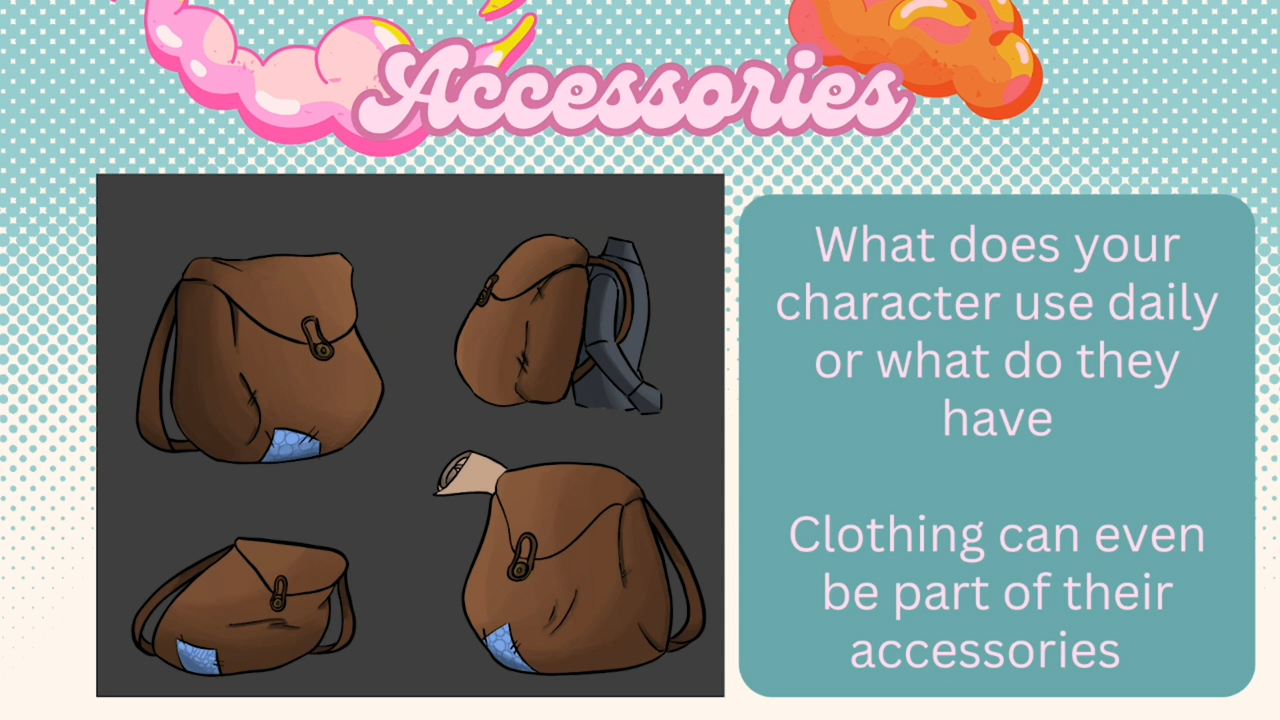 Accessories
What does your
character use daily
or what do they
have
Clothing can even
be part of their
accessories